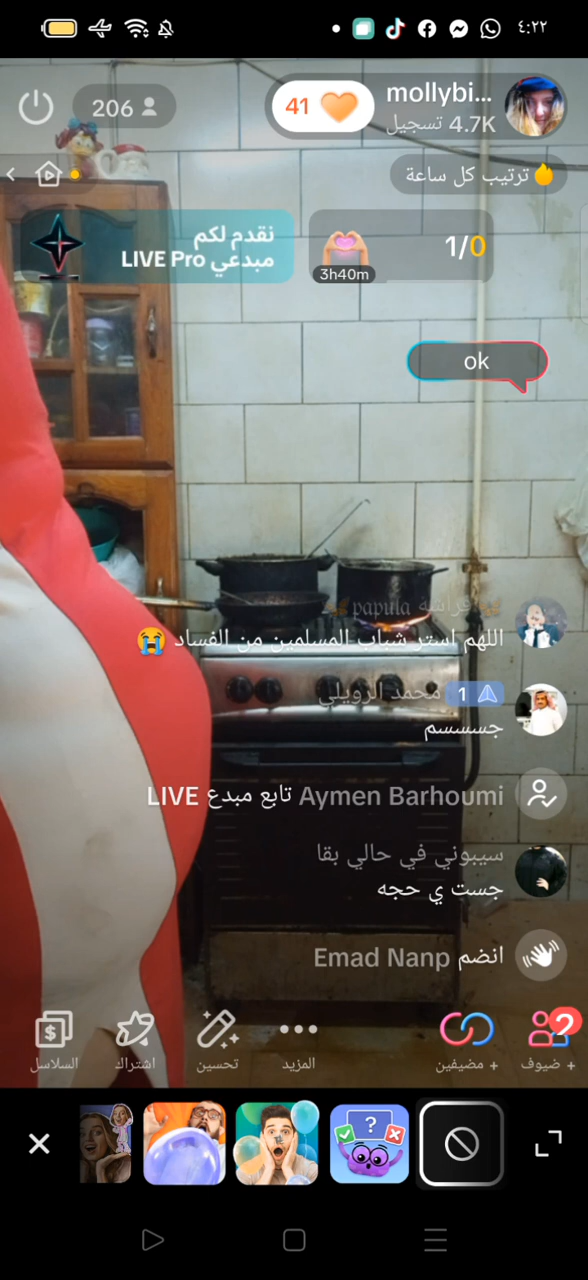 ٤:٢٢
mollybi...
4.7K تسجيل
41
206
ترتيب كل ساعة
نقدم لكم
مبدعي LIVE Pro
1/0
3h40m
ok
فراشه papula
اللهم استر شباب المسلمين من الفساد 😭
1 محمد الرويلي
جسسسم
Aymen Barhoumi تابع مبدع LIVE
سيبوني في حالي بقا
جست ي حجه
Emad Nanp انضم
2
+ ضيوف
+ مضيفين
المزيد
تحسين
اشتراك
السلاسل